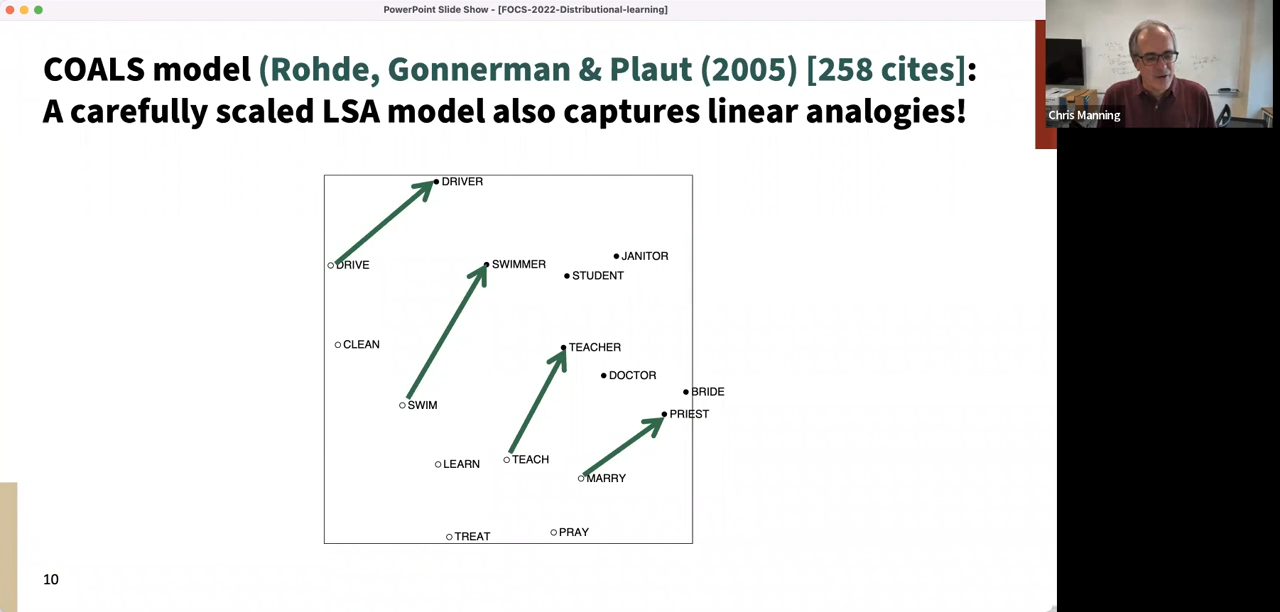 PowerPoint Slide Show - [FOCS-2022-Distributional-learning]
COALS model (Rohde, Gonnerman & Plaut (2005) [258 cites]:
A carefully scaled LSA model also captures linear analogies!
Chris Manning
DRIVER
DRIVE
SWIMMER
JANITOR
STUDENT
CLEAN
TEACHER
DOCTOR
BRIDE
SWIM
PRIEST
LEARN
TEACH
MARRY
TREAT
PRAY
10